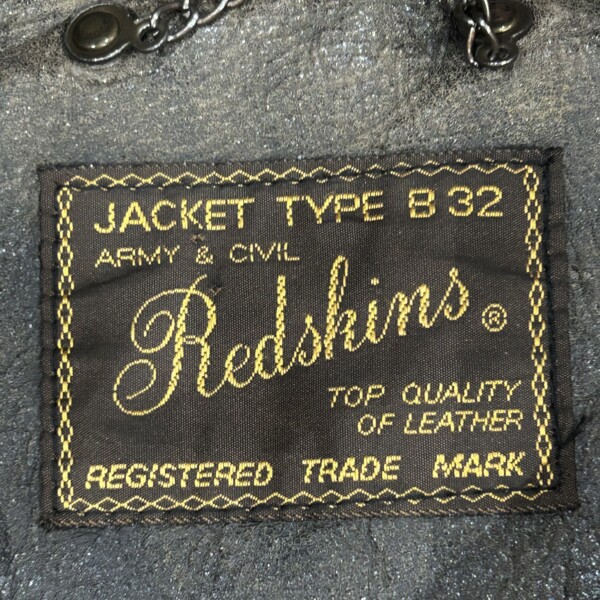 JACKET TYPE B 32
ARMY & CIVIL
Redskins ®
TOP QUALITY
OF LEATHER
REGISTERED TRADE MARK